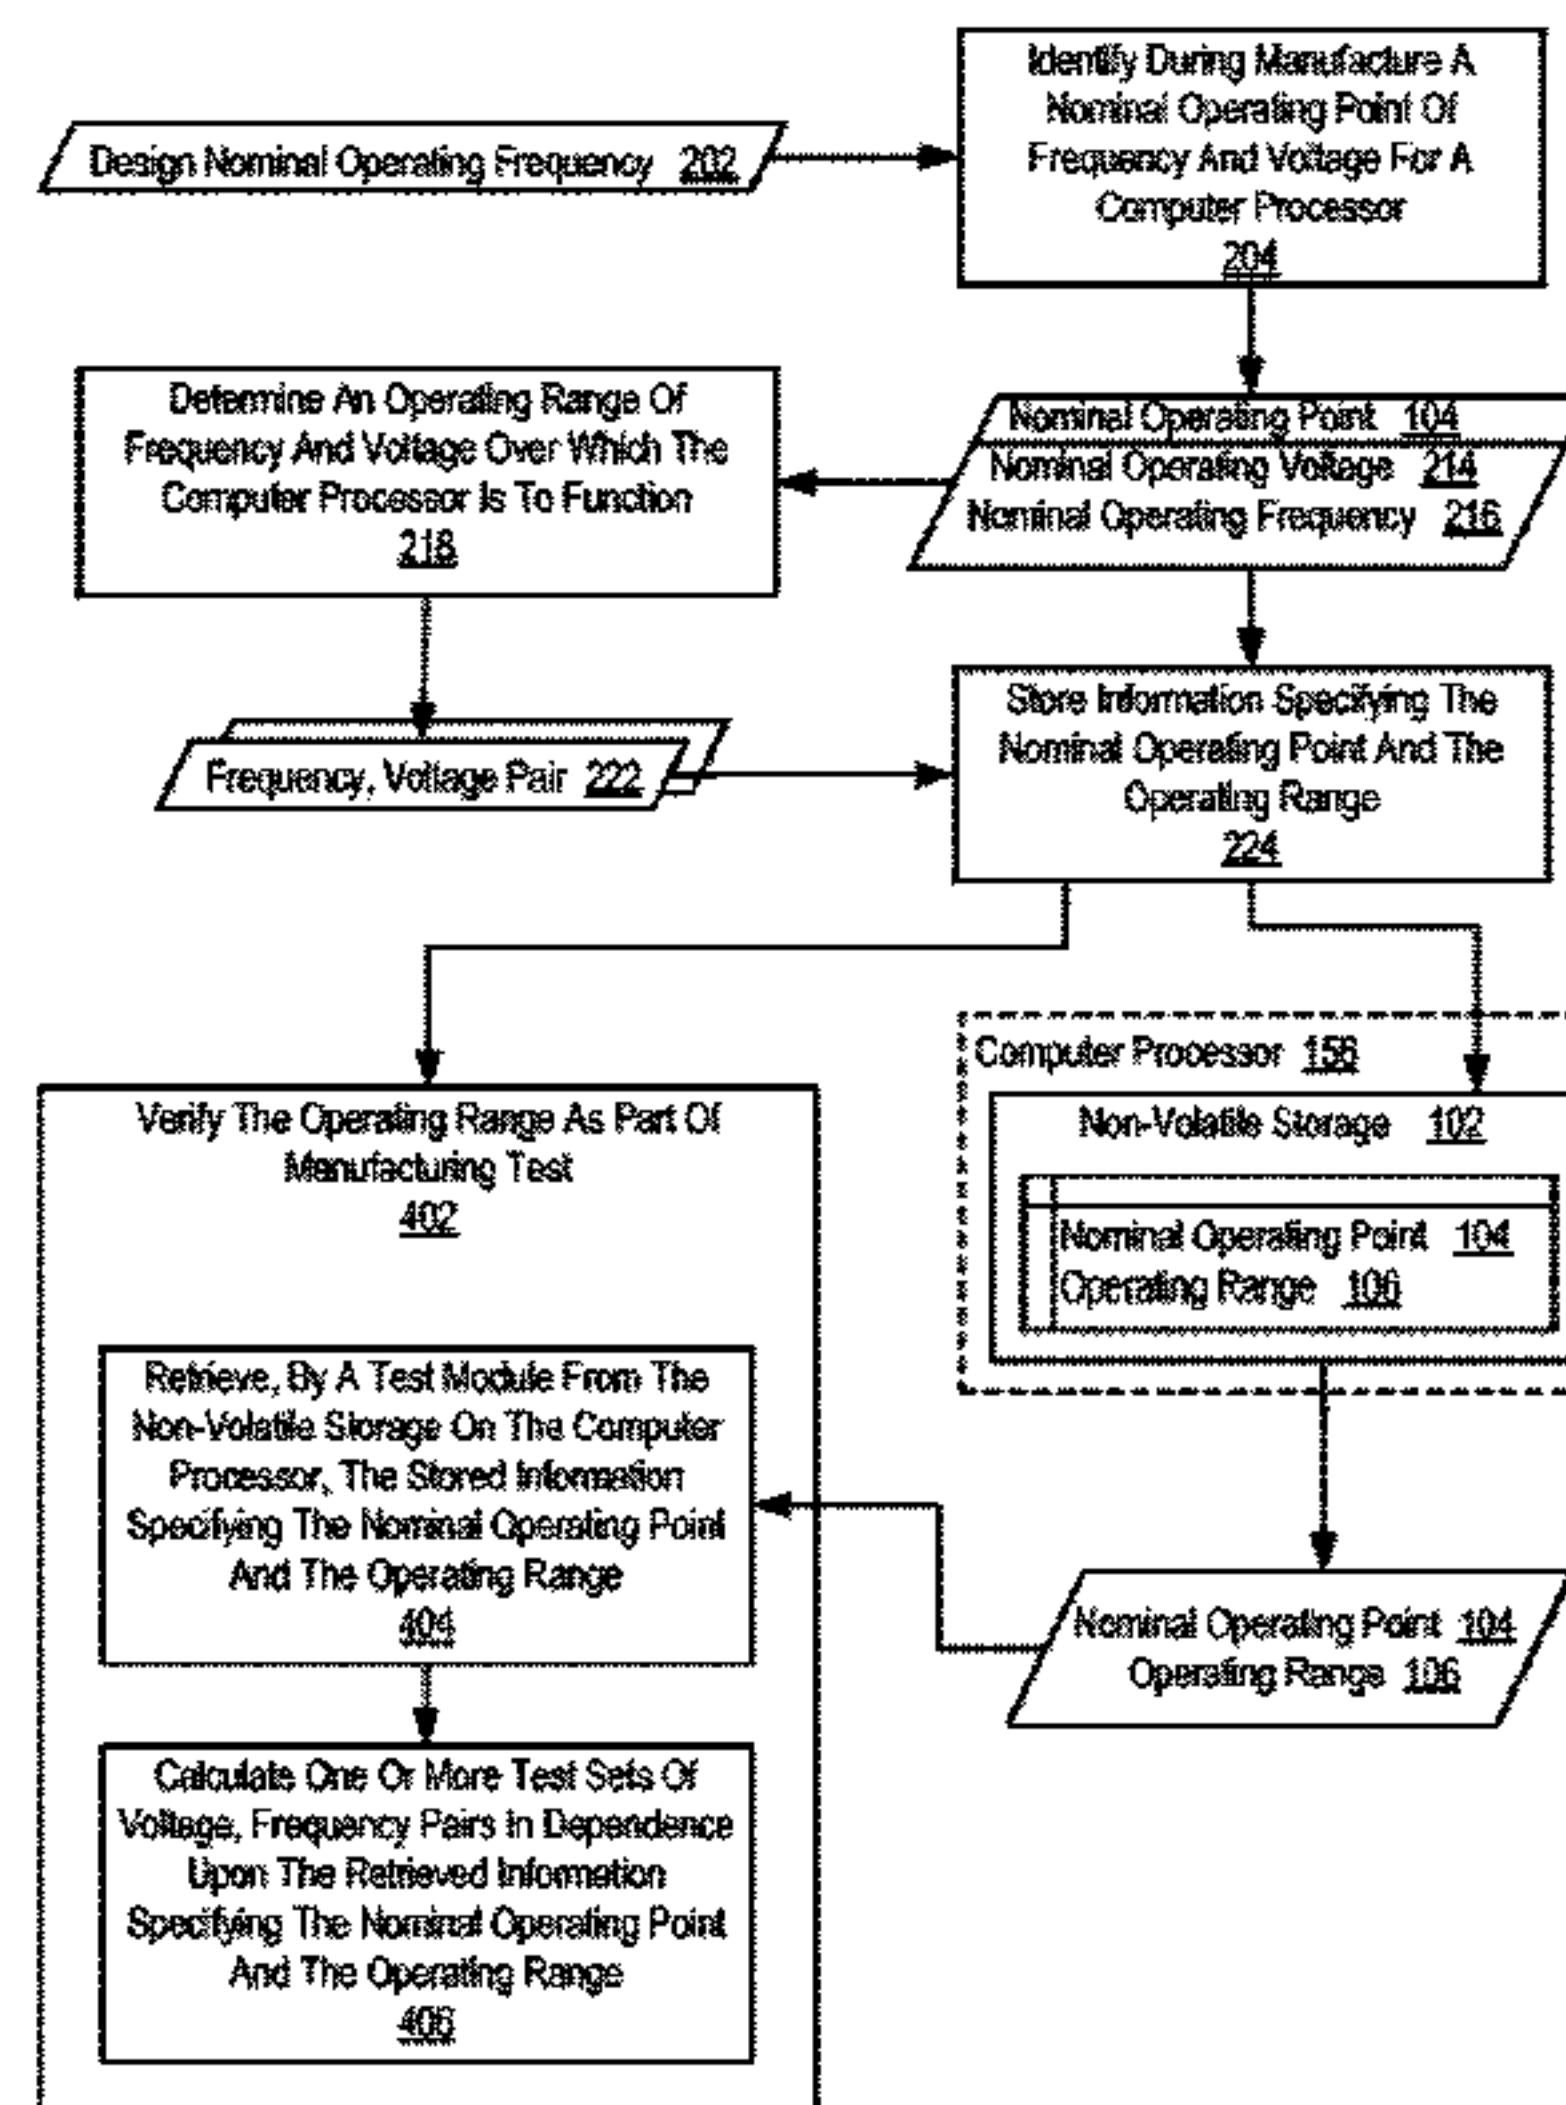 Identify During Manufacture A
Nominal Operating Point Of
Frequency And Voltage For A
Computer Processor
204
Design Nominal Operating Frequency 202
Determine An Operating Range Of
Frequency And Voltage Over Which The
Computer Processor Is To Function
218
Nominal Operating Point 104
Nominal Operating Voltage 214
Nominal Operating Frequency 216
Frequency, Voltage Pair 222
Store Information Specifying The
Nominal Operating Point And The
Operating Range
224
Computer Processor 156
Non-Volatile Storage 102
Nominal Operating Point 104
Operating Range 106
Verify The Operating Range As Part Of
Manufacturing Test
402
Retrieve, By A Test Module From The
Non-Volatile Storage On The Computer
Processor, The Stored Information
Specifying The Nominal Operating Point
And The Operating Range
404
Nominal Operating Point 104
Operating Range 106
Calculate One Or More Test Sets Of
Voltage, Frequency Pairs In Dependence
Upon The Retrieved Information
Specifying The Nominal Operating Point
And The Operating Range
406